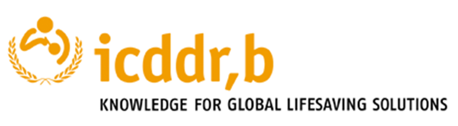 icddr,b
KNOWLEDGE FOR GLOBAL LIFESAVING SOLUTIONS